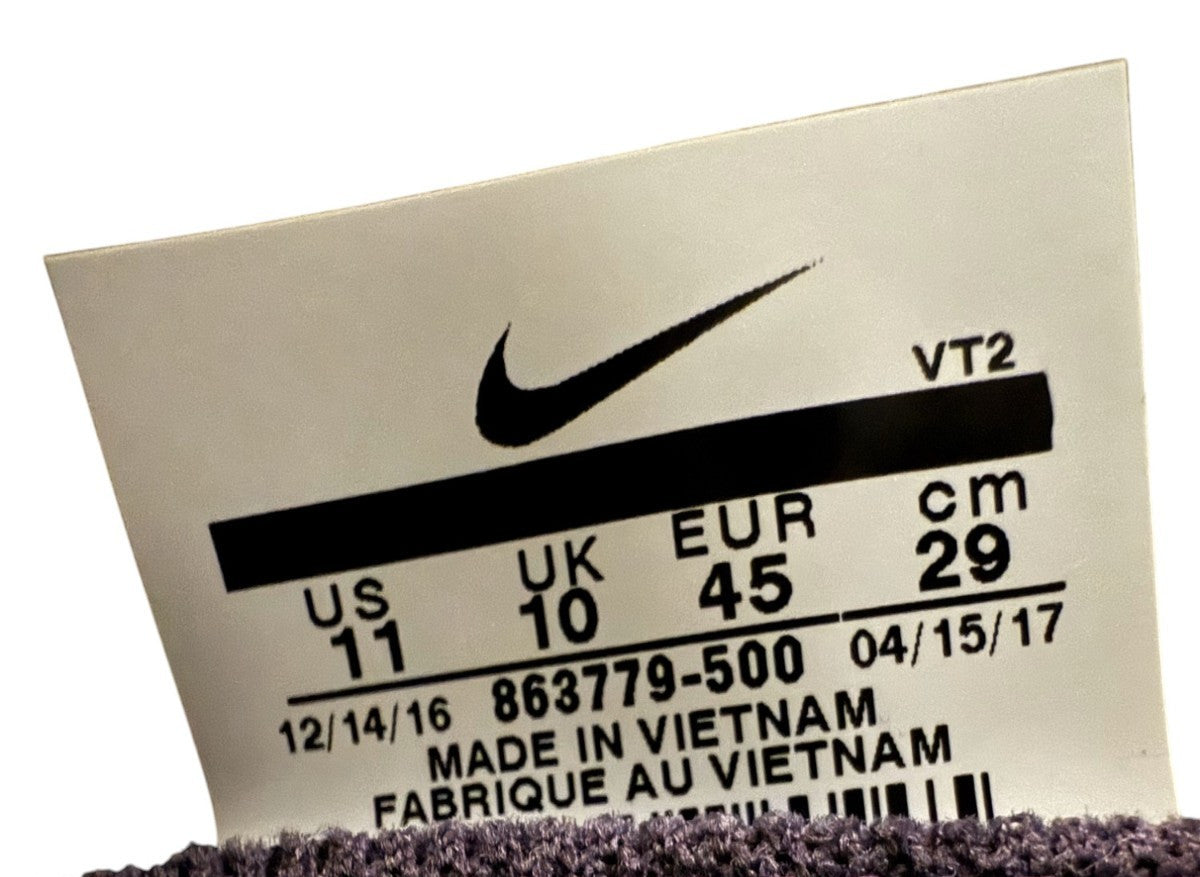 VT2
US UK EUR cm
11 10 45 29
12/14/16 863779-500 04/15/17
MADE IN VIETNAM
FABRIQUE AU VIETNAM